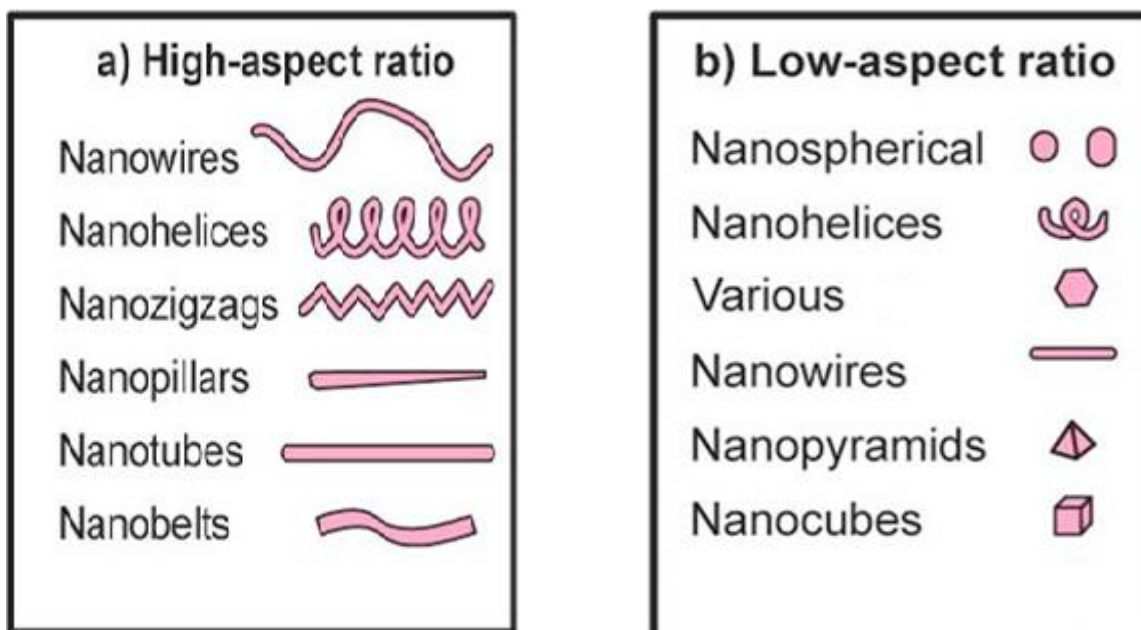 a) High-aspect ratio
Nanowires
Nanohelices
Nanozigzags
Nanopillars
Nanotubes
Nanobelts
b) Low-aspect ratio
Nanospherical
Nanohelices
Various
Nanowires
Nanopyramids
Nanocubes